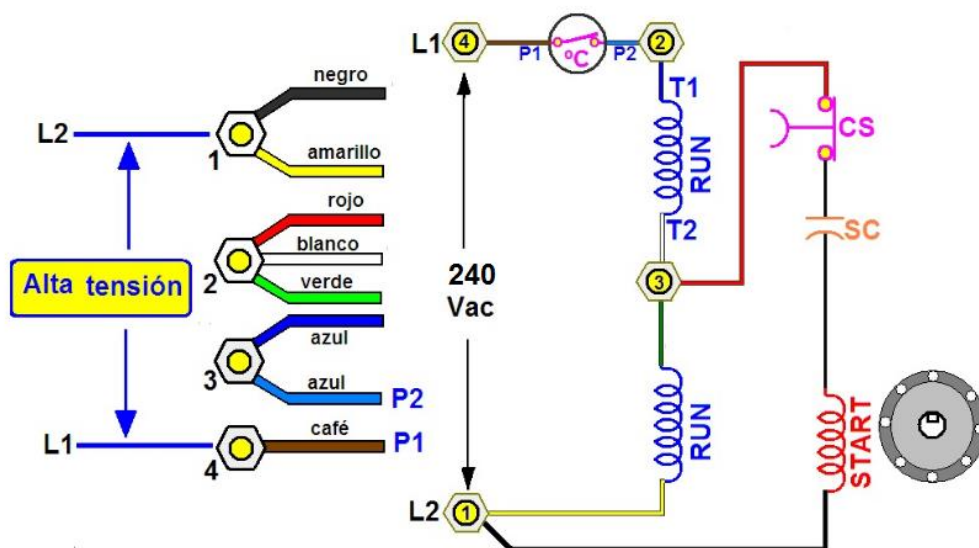 L2
negro
amarillo
1
Alta tensión
rojo
blanco
verde
2
azul
azul
3
P2
L1
café
4
P1
L1
4
P1
ºC
P2
2
T1
RUN
T2
3
240
Vac
RUN
L2
1
CS
SC
START